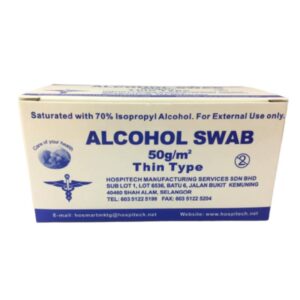 Saturated with 70% Isopropyl Alcohol. For External Use only.
Care of your health
ALCOHOL SWAB
50g/m²
Thin Type
2
HOSPITECH MANUFACTURING SERVICES SDN BHD
SUB LOT 1, LOT 6536, BATU 6, JALAN BUKIT KEMUNING
40460 SHAH ALAM, SELANGOR
TEL: 603 5122 5198 FAX: 603 5122 5204
E-mail: hosmarbmktg@hospitech.net Website: www.hospitech.net